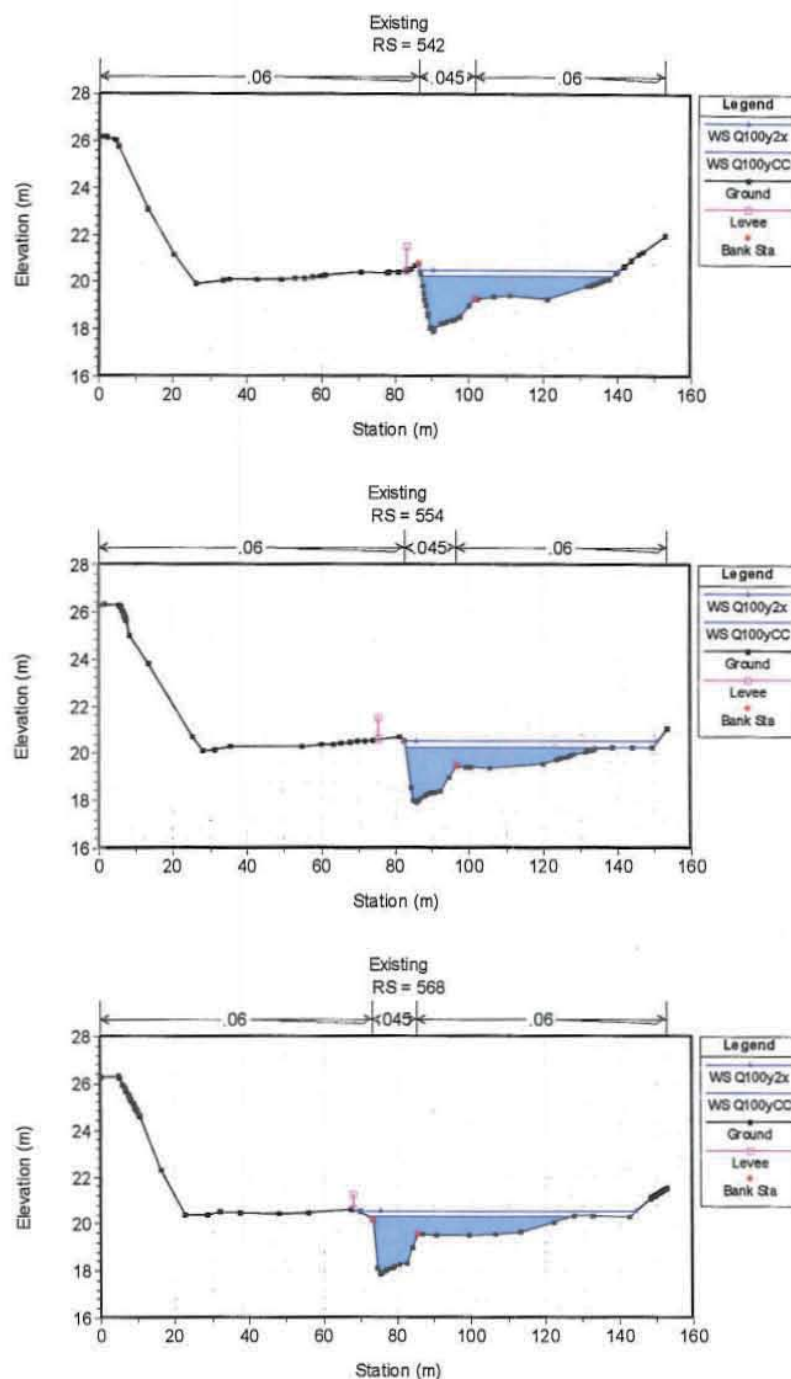 Existing
RS = 542
.06 .045 .06
28
26
24
22
20
18
16
Elevation (m)
0 20 40 60 80 100 120 140 160
Station (m)
Legend
WS Q100y2x
WS Q100yCC
Ground
Levee
Bank Sta
Existing
RS = 554
.06 .045 .06
28
26
24
22
20
18
16
Elevation (m)
0 20 40 60 80 100 120 140 160
Station (m)
Legend
WS Q100y2x
WS Q100yCC
Ground
Levee
Bank Sta
Existing
RS = 568
.06 .045 .06
28
26
24
22
20
18
16
Elevation (m)
0 20 40 60 80 100 120 140 160
Station (m)
Legend
WS Q100y2x
WS Q100yCC
Ground
Levee
Bank Sta